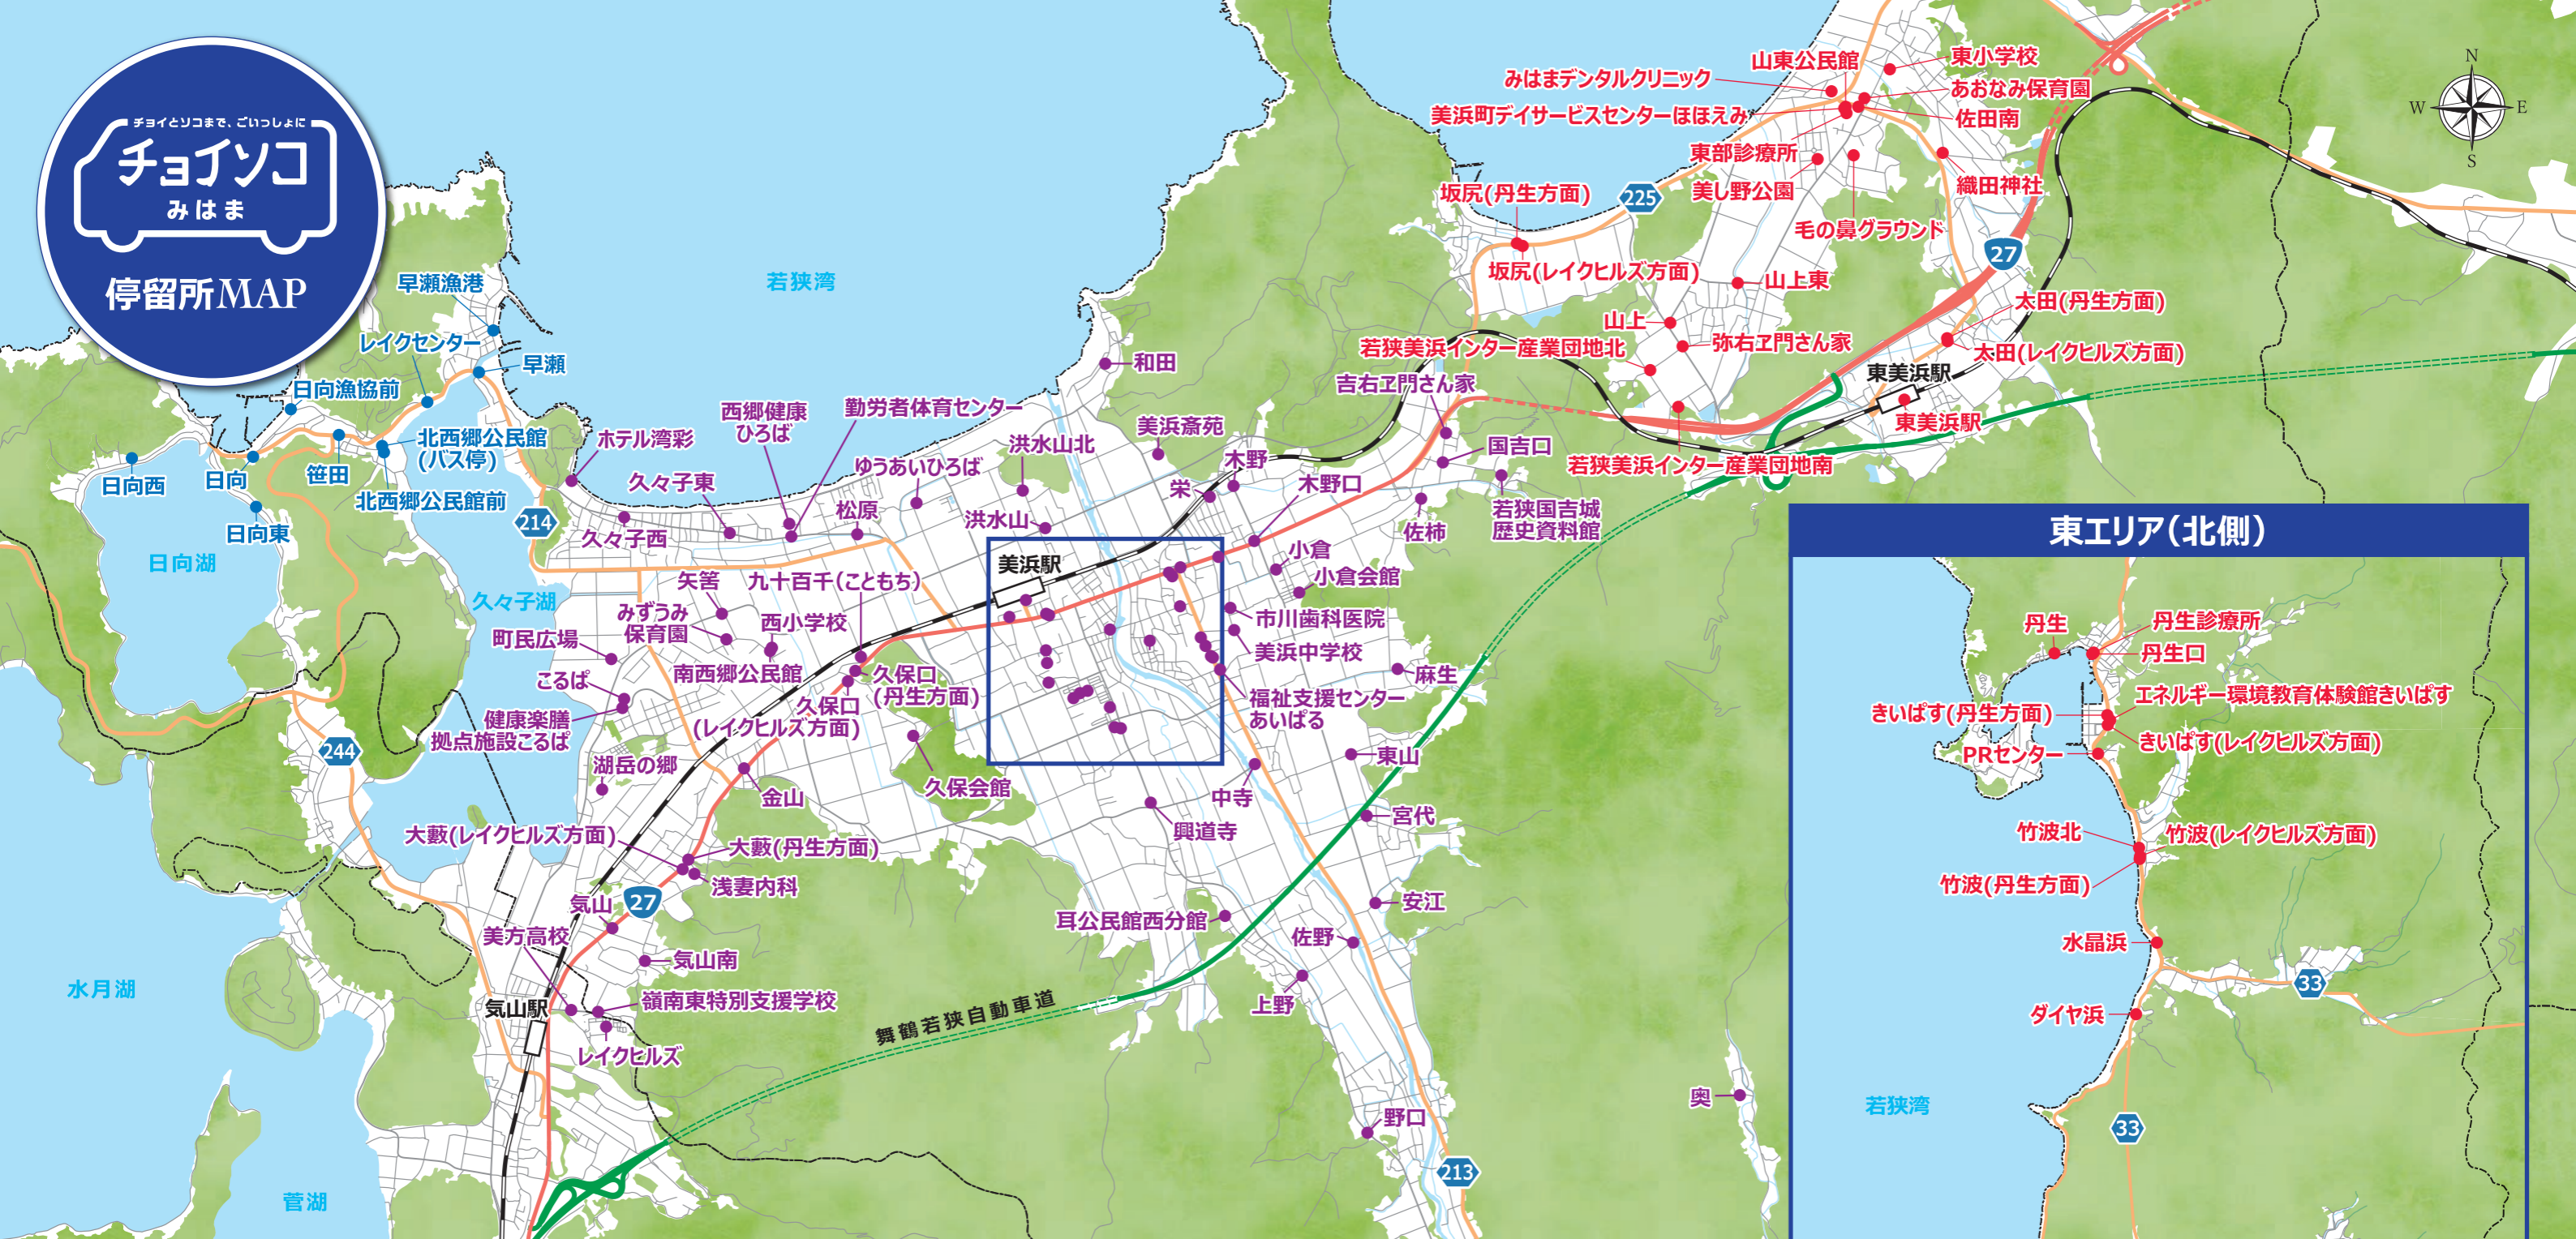 チョイとソコまで、ごいっしょに
チョイソコ
みはま
停留所MAP
若狭湾
早瀬漁港
レイクセンター
早瀬
日向漁協前
北西郷公民館
(バス停)
北西郷公民館前
笹田
日向
日向西
日向東
日向湖
久々子湖
水月湖
菅湖
214
244
ホテル湾彩
久々子東
久々子西
西郷健康
ひろば
勤労者体育センター
ゆうあいひろば
松原
洪水山北
洪水山
和田
美浜斎苑
木野
栄
木野口
吉右ヱ門さん家
国吉口
若狭国吉城
歴史資料館
佐柿
小倉
小倉会館
市川歯科医院
美浜中学校
福祉支援センター
あいぱる
麻生
東山
宮代
中寺
興道寺
安江
佐野
上野
耳公民館西分館
野口
奥
213
美浜駅
矢筈
九十百千(こともち)
みずうみ
保育園
西小学校
町民広場
南西郷公民館
こるぱ
健康楽膳
拠点施設こるぱ
久保口
(丹生方面)
久保口
(レイクヒルズ方面)
久保会館
湖岳の郷
金山
大藪(レイクヒルズ方面)
大藪(丹生方面)
浅妻内科
27
気山
美方高校
気山南
嶺南東特別支援学校
気山駅
レイクヒルズ
舞鶴若狭自動車道
山東公民館
東小学校
みはまデンタルクリニック
あおなみ保育園
美浜町デイサービスセンターほほえみ
佐田南
東部診療所
美し野公園
織田神社
毛の鼻グラウンド
坂尻(丹生方面)
225
坂尻(レイクヒルズ方面)
山上東
27
太田(丹生方面)
太田(レイクヒルズ方面)
山上
弥右ヱ門さん家
若狭美浜インター産業団地北
東美浜駅
東美浜駅
若狭美浜インター産業団地南
N
W
E
S
東エリア(北側)
丹生
丹生診療所
丹生口
エネルギー環境教育体験館きいぱす
きいぱす(丹生方面)
きいぱす(レイクヒルズ方面)
PRセンター
竹波北
竹波(レイクヒルズ方面)
竹波(丹生方面)
水晶浜
33
ダイヤ浜
若狭湾
33